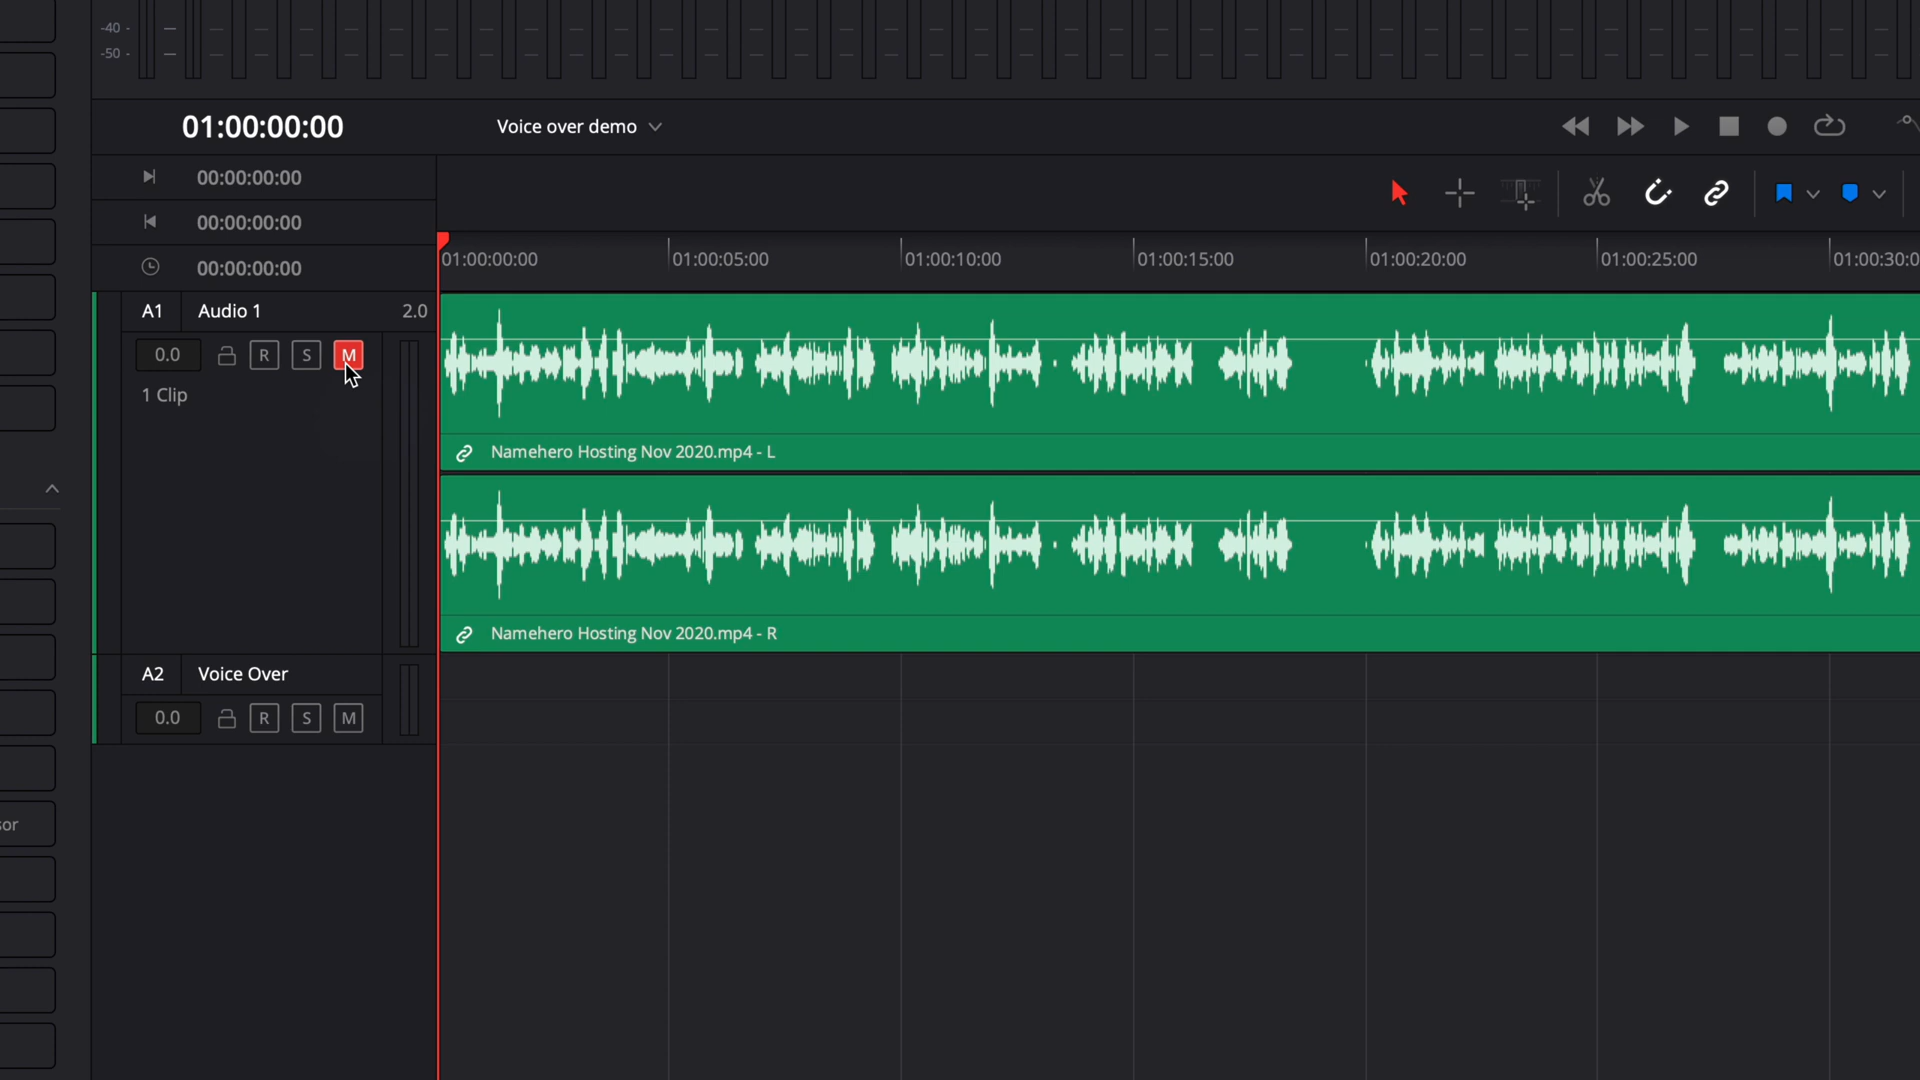 -40
-50
01:00:00:00
Voice over demo
00:00:00:00
00:00:00:00
00:00:00:00
01:00:00:00 01:00:05:00 01:00:10:00 01:00:15:00 01:00:20:00 01:00:25:00 01:00:30:0
A1 Audio 1 2.0
0.0 R S M
1 Clip
Namehero Hosting Nov 2020.mp4 - L
Namehero Hosting Nov 2020.mp4 - R
A2 Voice Over
0.0 R S M
sor